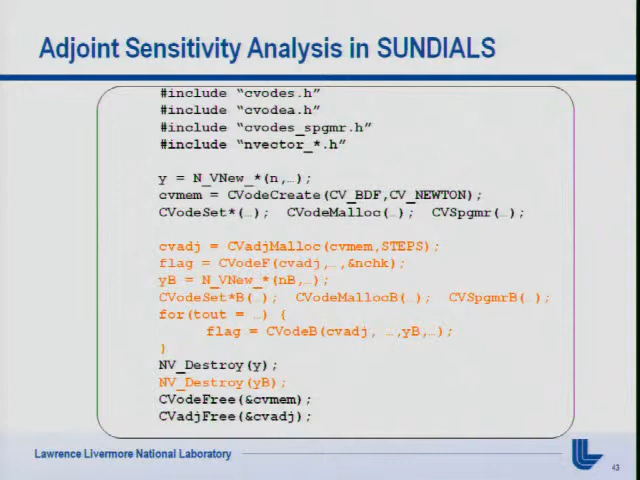 Adjoint Sensitivity Analysis in SUNDIALS
#include “cvodes.h”
#include “cvodea.h”
#include “cvodes_spgmr.h”
#include “nvector_*.h”
y = N_VNew_*(n,…);
cvmem = CVodeCreate(CV_BDF,CV_NEWTON);
CVodeSet*(…); CVodeMalloc(…); CVSpgmr(…);
cvadj = CVadjMalloc(cvmem,STEPS);
flag = CVodeF(cvadj,…,&nchk);
yB = N_VNew_*(nB,…);
CVodeSet*B(…); CVodeMallocB(…); CVSpgmrB(…);
for(tout = …) {
flag = CVodeB(cvadj, …,yB,…);
}
NV_Destroy(y);
NV_Destroy(yB);
CVodeFree(&cvmem);
CVadjFree(&cvadj);
Lawrence Livermore National Laboratory
43